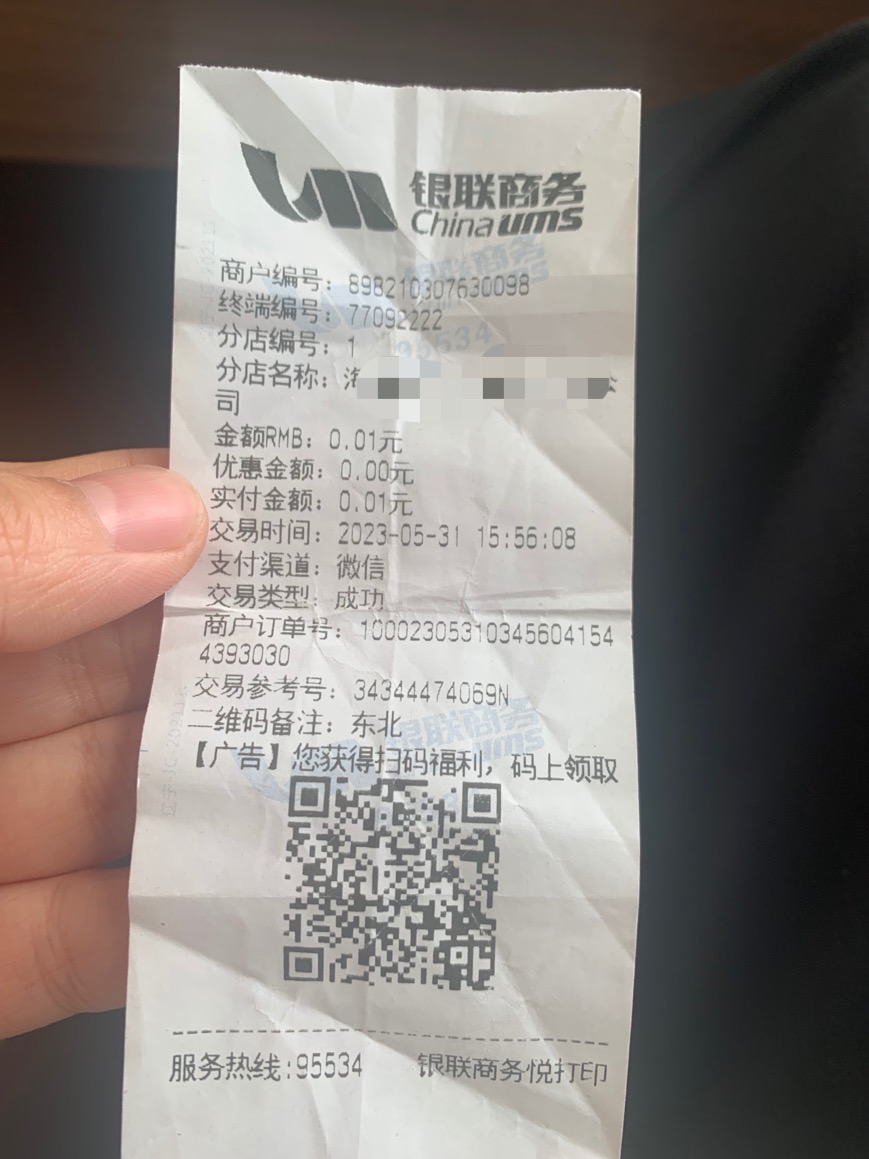 银联商务
China ums
商户编号：898210307630098
终端编号：77092222
分店编号：1
分店名称：
司
金额RMB：0.01元
优惠金额：0.00元
实付金额：0.01元
交易时间：2023-05-31 15:56:08
支付渠道：微信
交易类型：成功
商户订单号：10002305310345604154
4393030
交易参考号：34344474069N
二维码备注：东北
【广告】您获得扫码福利，码上领取
服务热线:95534 银联商务悦打印